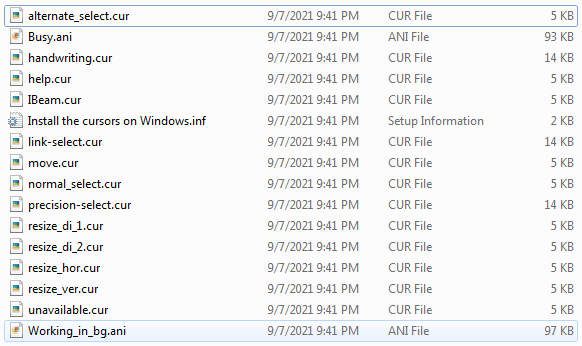 alternate_select.cur 9/7/2021 9:41 PM CUR File 5 KB
Busy.ani 9/7/2021 9:41 PM ANI File 93 KB
handwriting.cur 9/7/2021 9:41 PM CUR File 14 KB
help.cur 9/7/2021 9:41 PM CUR File 5 KB
IBeam.cur 9/7/2021 9:41 PM CUR File 5 KB
Install the cursors on Windows.inf 9/7/2021 9:41 PM Setup Information 2 KB
link-select.cur 9/7/2021 9:41 PM CUR File 14 KB
move.cur 9/7/2021 9:41 PM CUR File 5 KB
normal_select.cur 9/7/2021 9:41 PM CUR File 5 KB
precision-select.cur 9/7/2021 9:41 PM CUR File 14 KB
resize_di_1.cur 9/7/2021 9:41 PM CUR File 5 KB
resize_di_2.cur 9/7/2021 9:41 PM CUR File 5 KB
resize_hor.cur 9/7/2021 9:41 PM CUR File 5 KB
resize_ver.cur 9/7/2021 9:41 PM CUR File 5 KB
unavailable.cur 9/7/2021 9:41 PM CUR File 5 KB
Working_in_bg.ani 9/7/2021 9:41 PM ANI File 97 KB